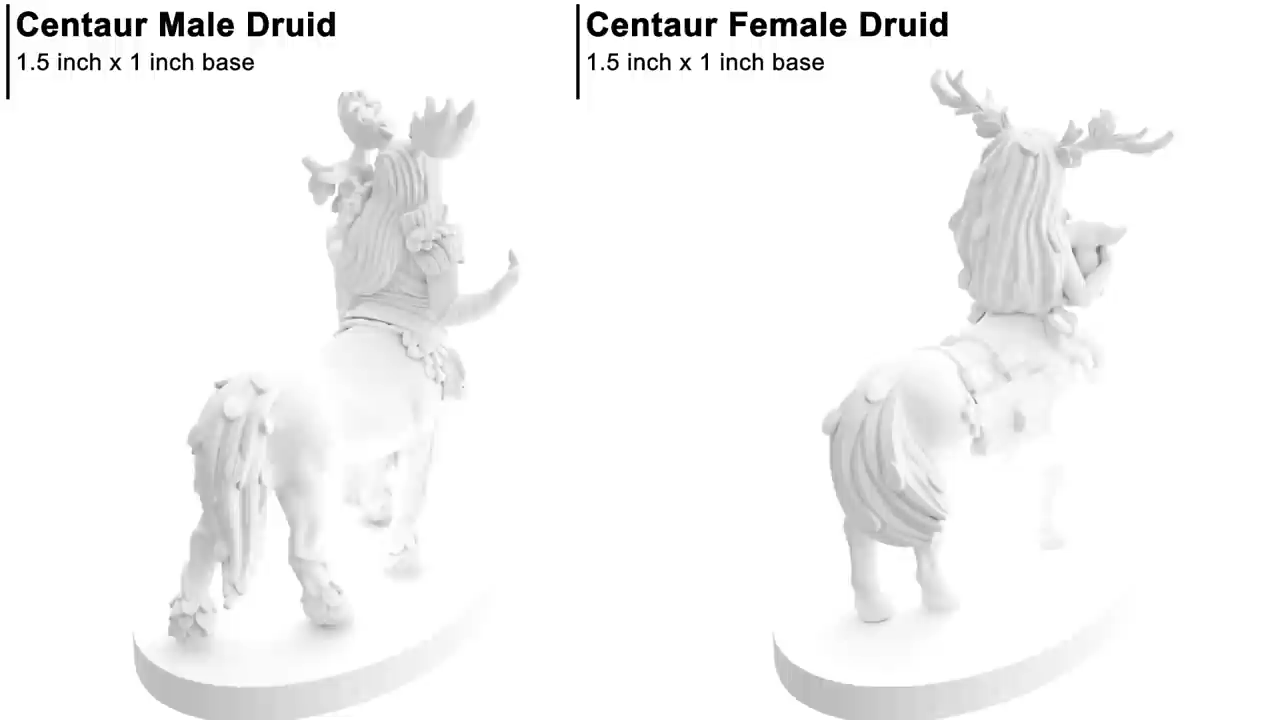 Centaur Male Druid
1.5 inch x 1 inch base
Centaur Female Druid
1.5 inch x 1 inch base